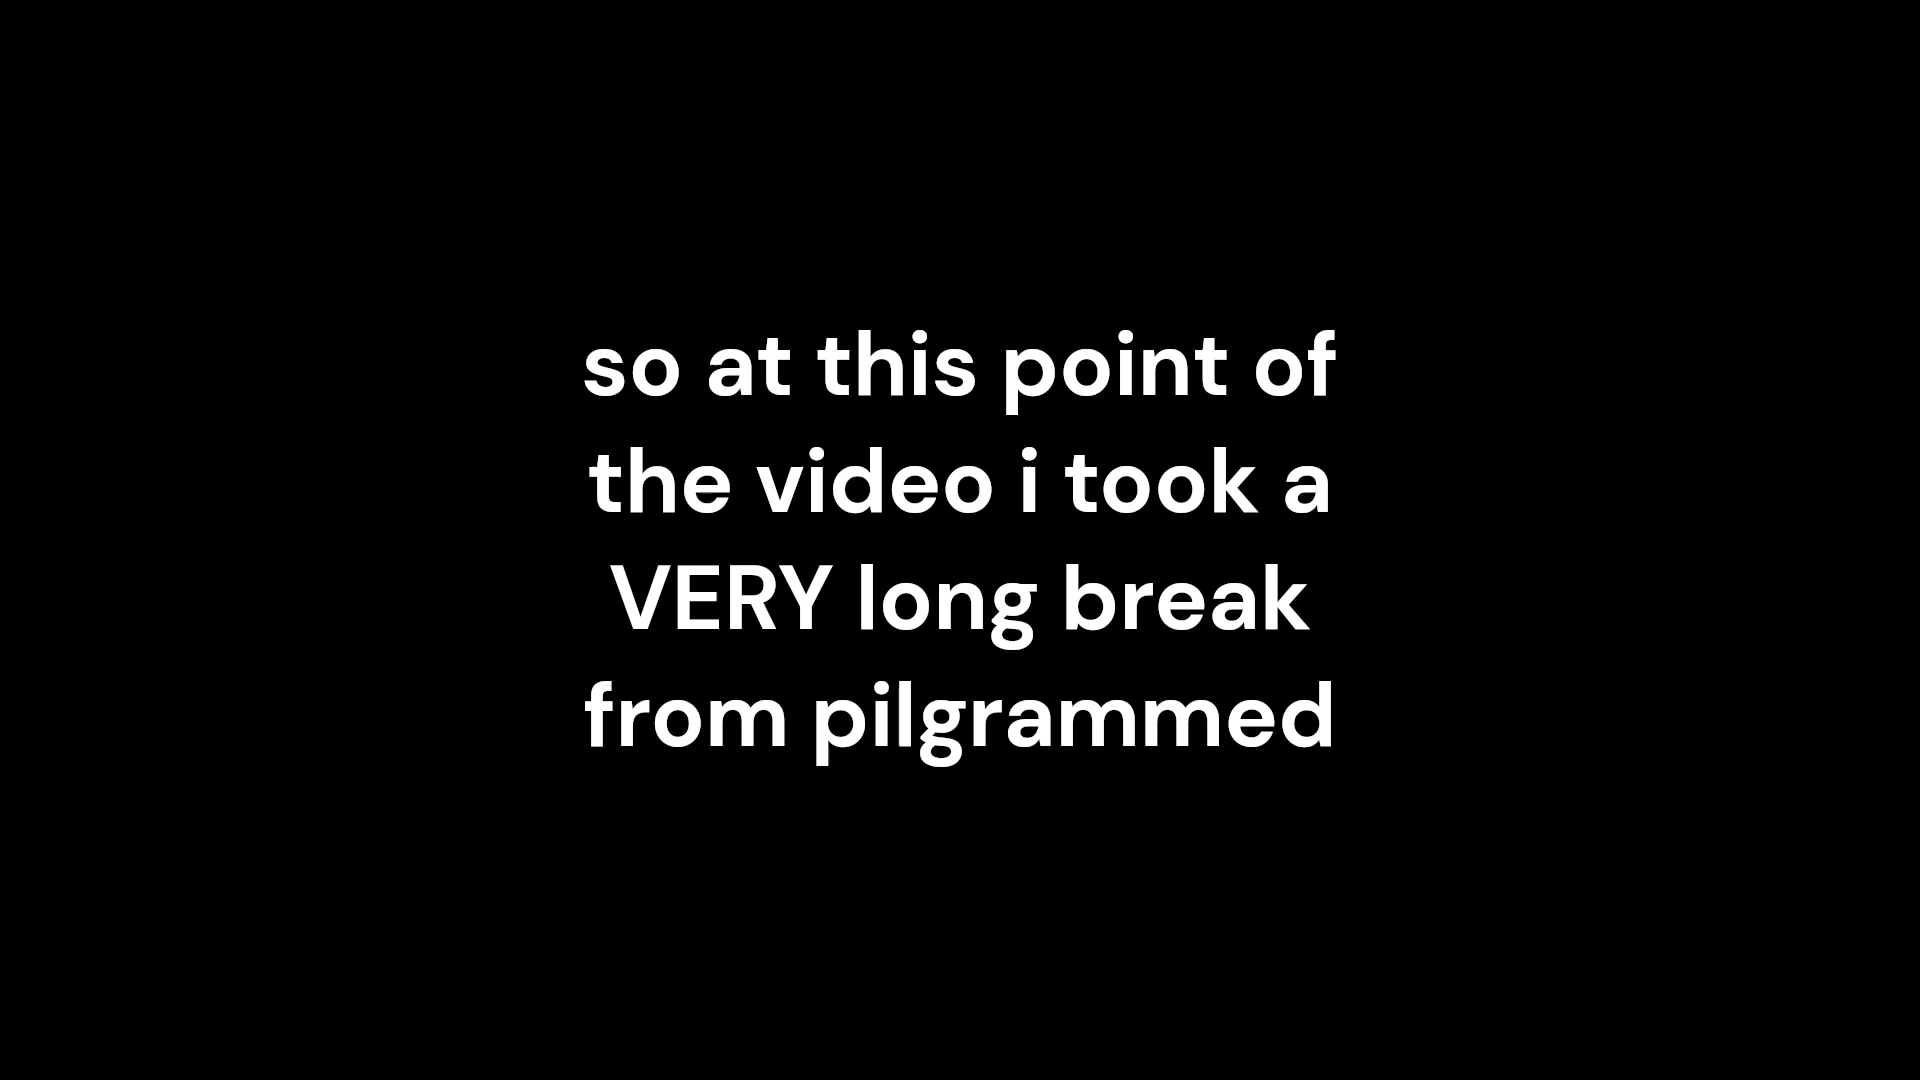 so at this point of
the video i took a
VERY long break
from pilgrammed